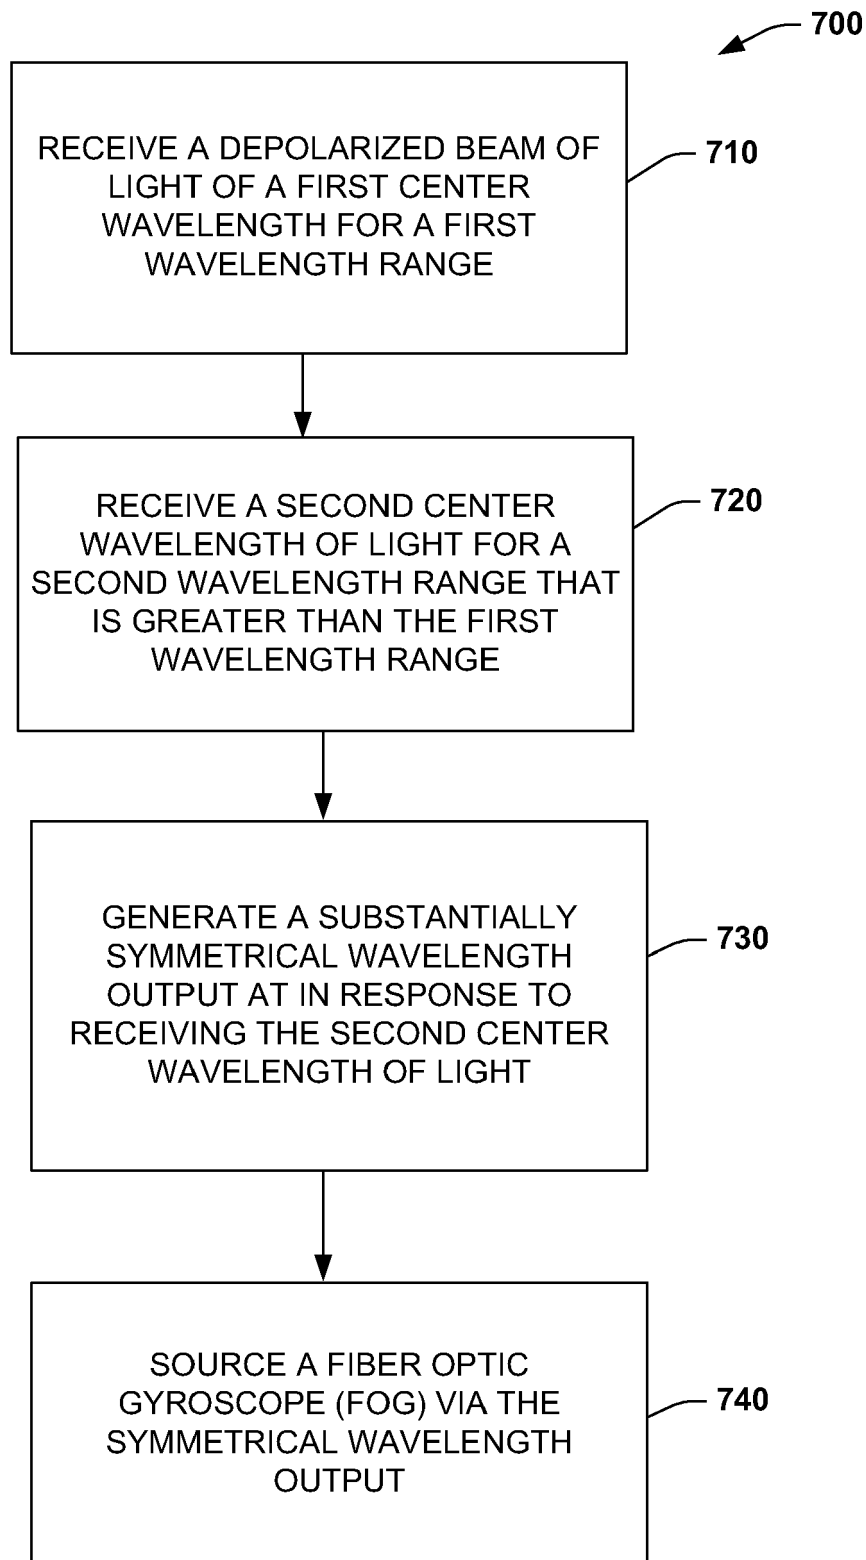 700
RECEIVE A DEPOLARIZED BEAM OF
LIGHT OF A FIRST CENTER
WAVELENGTH FOR A FIRST
WAVELENGTH RANGE
710
RECEIVE A SECOND CENTER
WAVELENGTH OF LIGHT FOR A
SECOND WAVELENGTH RANGE THAT
IS GREATER THAN THE FIRST
WAVELENGTH RANGE
720
GENERATE A SUBSTANTIALLY
SYMMETRICAL WAVELENGTH
OUTPUT AT IN RESPONSE TO
RECEIVING THE SECOND CENTER
WAVELENGTH OF LIGHT
730
SOURCE A FIBER OPTIC
GYROSCOPE (FOG) VIA THE
SYMMETRICAL WAVELENGTH
OUTPUT
740